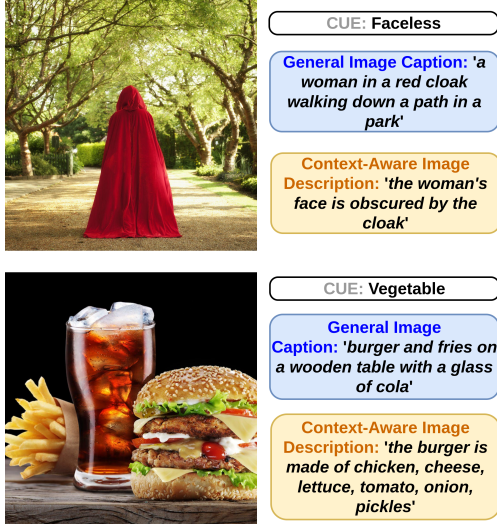 CUE: Faceless
General Image Caption: 'a
woman in a red cloak
walking down a path in a
park'
Context-Aware Image
Description: 'the woman's
face is obscured by the
cloak'
CUE: Vegetable
General Image
Caption: 'burger and fries on
a wooden table with a glass
of cola'
Context-Aware Image
Description: 'the burger is
made of chicken, cheese,
lettuce, tomato, onion,
pickles'